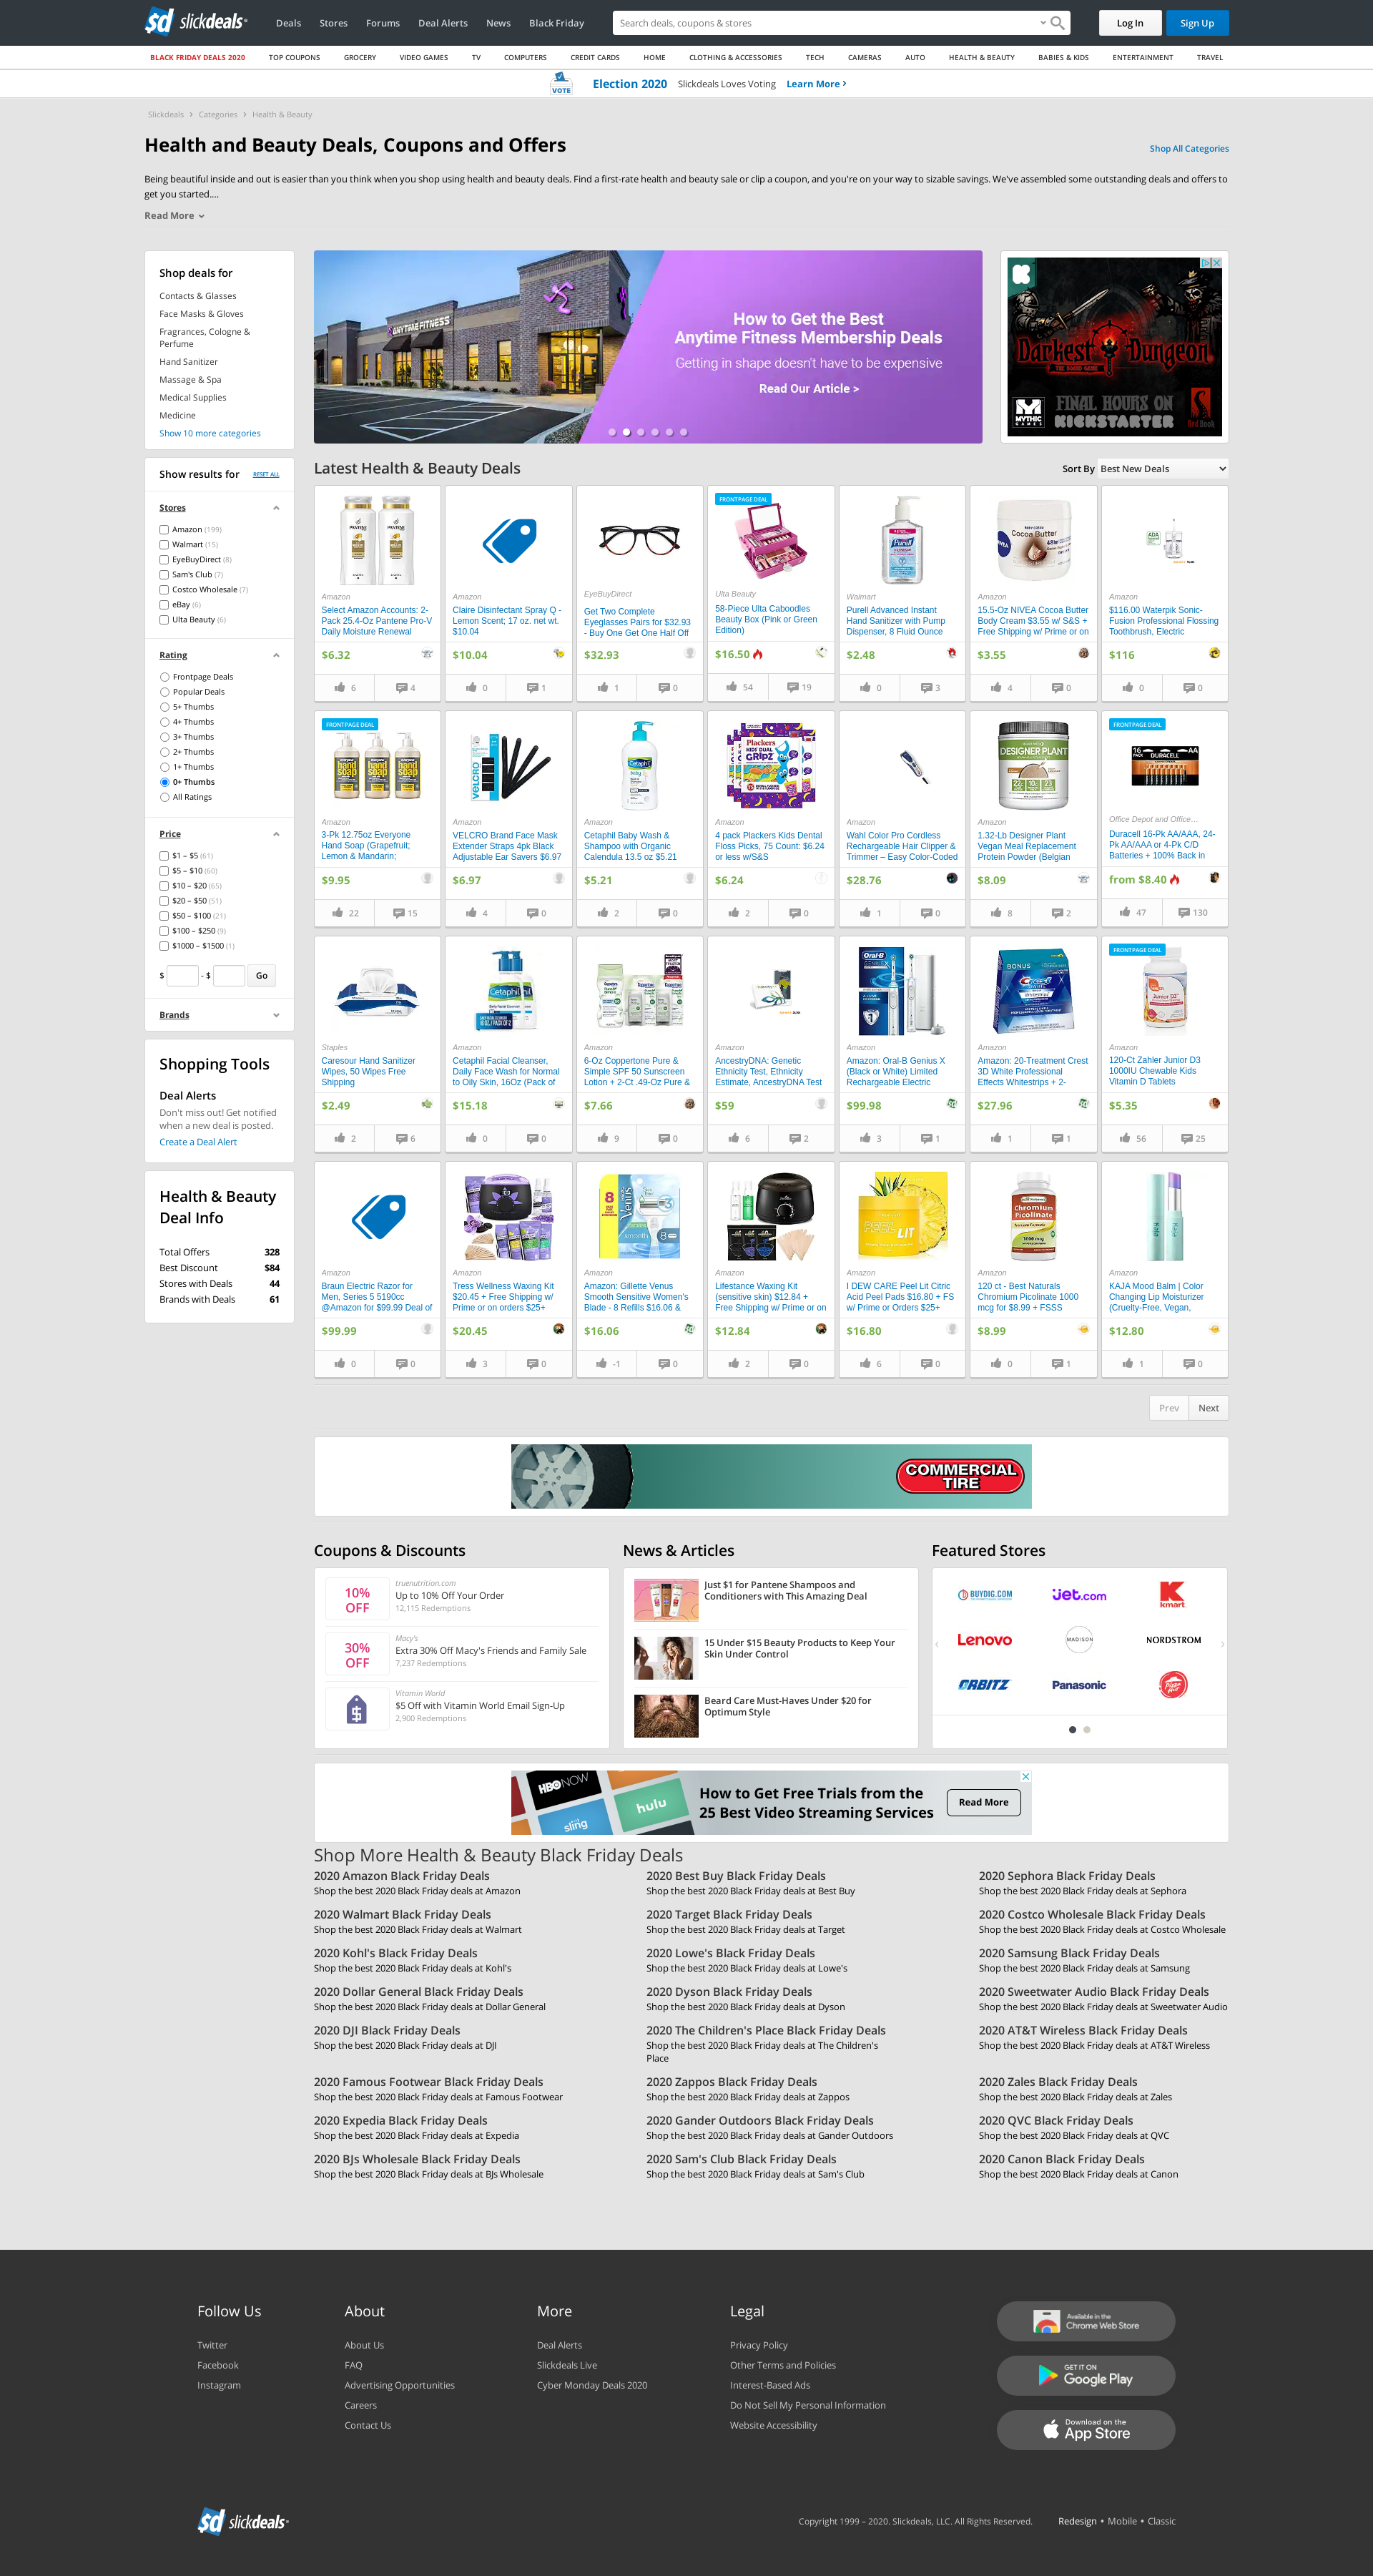 slickdeals
Deals
Stores
Forums
Deal Alerts
News
Black Friday
Search deals, coupons & stores
Log In
Sign Up
BLACK FRIDAY DEALS 2020
TOP COUPONS
GROCERY
VIDEO GAMES
TV
COMPUTERS
CREDIT CARDS
HOME
CLOTHING & ACCESSORIES
TECH
CAMERAS
AUTO
HEALTH & BEAUTY
BABIES & KIDS
ENTERTAINMENT
TRAVEL
VOTE
Election 2020
Slickdeals Loves Voting
Learn More
Slickdeals
Categories
Health & Beauty
Health and Beauty Deals, Coupons and Offers
Shop All Categories
Being beautiful inside and out is easier than you think when you shop using health and beauty deals. Find a first-rate health and beauty sale or clip a coupon, and you're on your way to sizable savings. We've assembled some outstanding deals and offers to
get you started....
Read More
Shop deals for
Contacts & Glasses
Face Masks & Gloves
Fragrances, Cologne &
Perfume
Hand Sanitizer
Massage & Spa
Medical Supplies
Medicine
Show 10 more categories
ANYTIME FITNESS
How to Get the Best
Anytime Fitness Membership Deals
Getting in shape doesn't have to be expensive
Read Our Article >
Darkest Dungeon
THE BOARD GAME
MYTHIC GAMES
FINAL HOURS ON
KICKSTARTER
Red Hook
Show results for
RESET ALL
Stores
Amazon (199)
Walmart (15)
EyeBuyDirect (8)
Sam's Club (7)
Costco Wholesale (7)
eBay (6)
Ulta Beauty (6)
Rating
Frontpage Deals
Popular Deals
5+ Thumbs
4+ Thumbs
3+ Thumbs
2+ Thumbs
1+ Thumbs
0+ Thumbs
All Ratings
Price
$1 – $5 (61)
$5 – $10 (60)
$10 – $20 (65)
$20 – $50 (51)
$50 – $100 (21)
$100 – $250 (9)
$1000 – $1500 (1)
$ - $ Go
Brands
Shopping Tools
Deal Alerts
Don't miss out! Get notified
when a new deal is posted.
Create a Deal Alert
Health & Beauty
Deal Info
Total Offers 328
Best Discount $84
Stores with Deals 44
Brands with Deals 61
Latest Health & Beauty Deals
Sort By Best New Deals
Amazon
Select Amazon Accounts: 2-
Pack 25.4-Oz Pantene Pro-V
Daily Moisture Renewal
$6.32
6 4
Amazon
Claire Disinfectant Spray Q -
Lemon Scent; 17 oz. net wt.
$10.04
$10.04
0 1
EyeBuyDirect
Get Two Complete
Eyeglasses Pairs for $32.93
- Buy One Get One Half Off
$32.93
1 0
FRONTPAGE DEAL
Ulta Beauty
58-Piece Ulta Caboodles
Beauty Box (Pink or Green
Edition)
$16.50
54 19
Purell
Walmart
Purell Advanced Instant
Hand Sanitizer with Pump
Dispenser, 8 Fluid Ounce
$2.48
0 3
NIVEA
Cocoa Butter
Amazon
15.5-Oz NIVEA Cocoa Butter
Body Cream $3.55 w/ S&S +
Free Shipping w/ Prime or on
$3.55
4 0
ADA
Amazon
$116.00 Waterpik Sonic-
Fusion Professional Flossing
Toothbrush, Electric
$116
0 0
FRONTPAGE DEAL
hand soap
hand soap
hand soap
Amazon
3-Pk 12.75oz Everyone
Hand Soap (Grapefruit;
Lemon & Mandarin;
$9.95
22 15
VELCRO
Amazon
VELCRO Brand Face Mask
Extender Straps 4pk Black
Adjustable Ear Savers $6.97
$6.97
4 0
Cetaphil
baby
Amazon
Cetaphil Baby Wash &
Shampoo with Organic
Calendula 13.5 oz $5.21
$5.21
2 0
Plackers
KIDS' DUAL
GRIPZ
Amazon
4 pack Plackers Kids Dental
Floss Picks, 75 Count: $6.24
or less w/S&S
$6.24
2 0
Amazon
Wahl Color Pro Cordless
Rechargeable Hair Clipper &
Trimmer – Easy Color-Coded
$28.76
1 0
DESIGNER PLANT
Amazon
1.32-Lb Designer Plant
Vegan Meal Replacement
Protein Powder (Belgian
$8.09
8 2
FRONTPAGE DEAL
16 DURACELL AA
Office Depot and Office...
Duracell 16-Pk AA/AAA, 24-
Pk AA/AAA or 4-Pk C/D
Batteries + 100% Back in
from $8.40
47 130
Staples
Caresour Hand Sanitizer
Wipes, 50 Wipes Free
Shipping
$2.49
2 6
Cetaphil
Amazon
Cetaphil Facial Cleanser,
Daily Face Wash for Normal
to Oily Skin, 16Oz (Pack of
$15.18
0 0
Coppertone
Amazon
6-Oz Coppertone Pure &
Simple SPF 50 Sunscreen
Lotion + 2-Ct .49-Oz Pure &
$7.66
9 0
Amazon
AncestryDNA: Genetic
Ethnicity Test, Ethnicity
Estimate, AncestryDNA Test
$59
6 2
Oral-B
Amazon
Amazon: Oral-B Genius X
(Black or White) Limited
Rechargeable Electric
$99.98
3 1
BONUS
Crest
Amazon
Amazon: 20-Treatment Crest
3D White Professional
Effects Whitestrips + 2-
$27.96
1 1
FRONTPAGE DEAL
Junior D3
Amazon
120-Ct Zahler Junior D3
1000IU Chewable Kids
Vitamin D Tablets
$5.35
56 25
Amazon
Braun Electric Razor for
Men, Series 5 5190cc
@Amazon for $99.99 Deal of
$99.99
0 0
Amazon
Tress Wellness Waxing Kit
$20.45 + Free Shipping w/
Prime or on orders $25+
$20.45
3 0
8
Venus
smooth
Amazon
Amazon: Gillette Venus
Smooth Sensitive Women's
Blade - 8 Refills $16.06 &
$16.06
-1 0
Amazon
Lifestance Waxing Kit
(sensitive skin) $12.84 +
Free Shipping w/ Prime or on
$12.84
2 0
PEEL LIT
Amazon
I DEW CARE Peel Lit Citric
Acid Peel Pads $16.80 + FS
w/ Prime or Orders $25+
$16.80
6 0
Chromium
Picolinate
Amazon
120 ct - Best Naturals
Chromium Picolinate 1000
mcg for $8.99 + FSSS
$8.99
0 1
Amazon
KAJA Mood Balm | Color
Changing Lip Moisturizer
(Cruelty-Free, Vegan,
$12.80
1 0
Prev
Next
COMMERCIAL
TIRE
Coupons & Discounts
10%
OFF
truenutrition.com
Up to 10% Off Your Order
12,115 Redemptions
30%
OFF
Macy's
Extra 30% Off Macy's Friends and Family Sale
7,237 Redemptions
Vitamin World
$5 Off with Vitamin World Email Sign-Up
2,900 Redemptions
News & Articles
Just $1 for Pantene Shampoos and
Conditioners with This Amazing Deal
15 Under $15 Beauty Products to Keep Your
Skin Under Control
Beard Care Must-Haves Under $20 for
Optimum Style
Featured Stores
BUYDIG.COM
jet.com
kmart
Lenovo
MADISON
NORDSTROM
ORBITZ
Panasonic
Pizza Hut
HBO NOW
hulu
sling
How to Get Free Trials from the
25 Best Video Streaming Services
Read More
Shop More Health & Beauty Black Friday Deals
2020 Amazon Black Friday Deals
Shop the best 2020 Black Friday deals at Amazon
2020 Best Buy Black Friday Deals
Shop the best 2020 Black Friday deals at Best Buy
2020 Sephora Black Friday Deals
Shop the best 2020 Black Friday deals at Sephora
2020 Walmart Black Friday Deals
Shop the best 2020 Black Friday deals at Walmart
2020 Target Black Friday Deals
Shop the best 2020 Black Friday deals at Target
2020 Costco Wholesale Black Friday Deals
Shop the best 2020 Black Friday deals at Costco Wholesale
2020 Kohl's Black Friday Deals
Shop the best 2020 Black Friday deals at Kohl's
2020 Lowe's Black Friday Deals
Shop the best 2020 Black Friday deals at Lowe's
2020 Samsung Black Friday Deals
Shop the best 2020 Black Friday deals at Samsung
2020 Dollar General Black Friday Deals
Shop the best 2020 Black Friday deals at Dollar General
2020 Dyson Black Friday Deals
Shop the best 2020 Black Friday deals at Dyson
2020 Sweetwater Audio Black Friday Deals
Shop the best 2020 Black Friday deals at Sweetwater Audio
2020 DJI Black Friday Deals
Shop the best 2020 Black Friday deals at DJI
2020 The Children's Place Black Friday Deals
Shop the best 2020 Black Friday deals at The Children's
Place
2020 AT&T Wireless Black Friday Deals
Shop the best 2020 Black Friday deals at AT&T Wireless
2020 Famous Footwear Black Friday Deals
Shop the best 2020 Black Friday deals at Famous Footwear
2020 Zappos Black Friday Deals
Shop the best 2020 Black Friday deals at Zappos
2020 Zales Black Friday Deals
Shop the best 2020 Black Friday deals at Zales
2020 Expedia Black Friday Deals
Shop the best 2020 Black Friday deals at Expedia
2020 Gander Outdoors Black Friday Deals
Shop the best 2020 Black Friday deals at Gander Outdoors
2020 QVC Black Friday Deals
Shop the best 2020 Black Friday deals at QVC
2020 BJs Wholesale Black Friday Deals
Shop the best 2020 Black Friday deals at BJs Wholesale
2020 Sam's Club Black Friday Deals
Shop the best 2020 Black Friday deals at Sam's Club
2020 Canon Black Friday Deals
Shop the best 2020 Black Friday deals at Canon
Follow Us
Twitter
Facebook
Instagram
About
About Us
FAQ
Advertising Opportunities
Careers
Contact Us
More
Deal Alerts
Slickdeals Live
Cyber Monday Deals 2020
Legal
Privacy Policy
Other Terms and Policies
Interest-Based Ads
Do Not Sell My Personal Information
Website Accessibility
Available in the
Chrome Web Store
GET IT ON
Google Play
Download on the
App Store
slickdeals
Copyright 1999 – 2020. Slickdeals, LLC. All Rights Reserved.
Redesign • Mobile • Classic